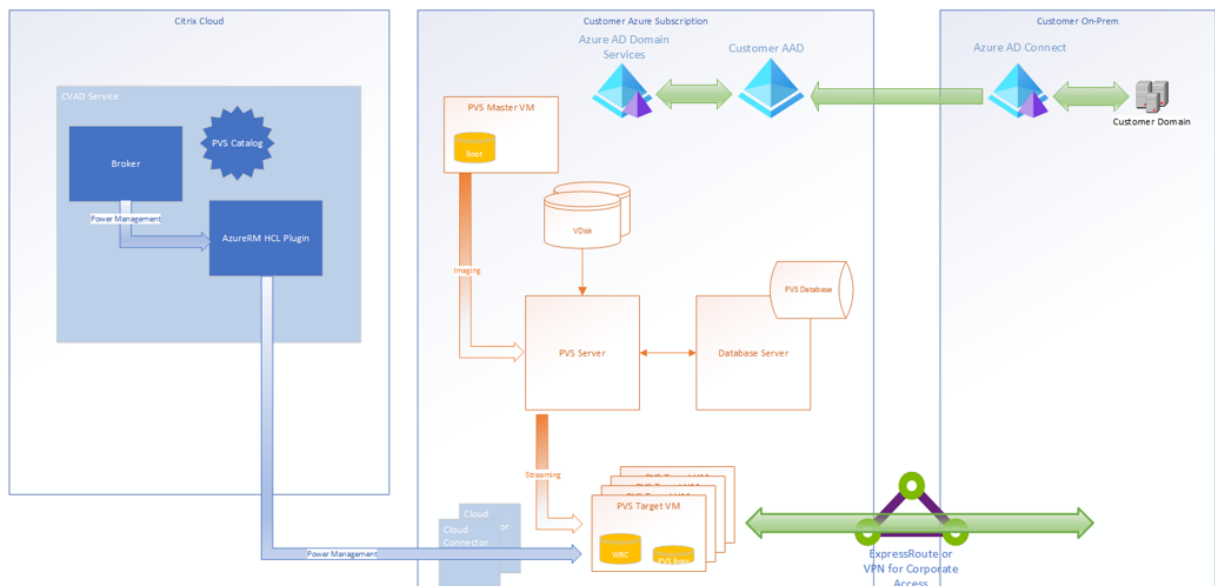 Citrix Cloud
Customer Azure Subscription
Customer On-Prem
Azure AD Domain
Services
Customer AAD
Azure AD Connect
CVAD Service
PVS Master VM
Boot
Customer Domain
PVS Catalog
Broker
Power Management
AzureRM HCL Plugin
VDisk
Imaging
PVS Database
PVS Server
Database Server
Streaming
PVS Target VM
Cloud
or
Cloud
Connector
WBC
Power Management
ExpressRoute or
VPN for Corporate
Access